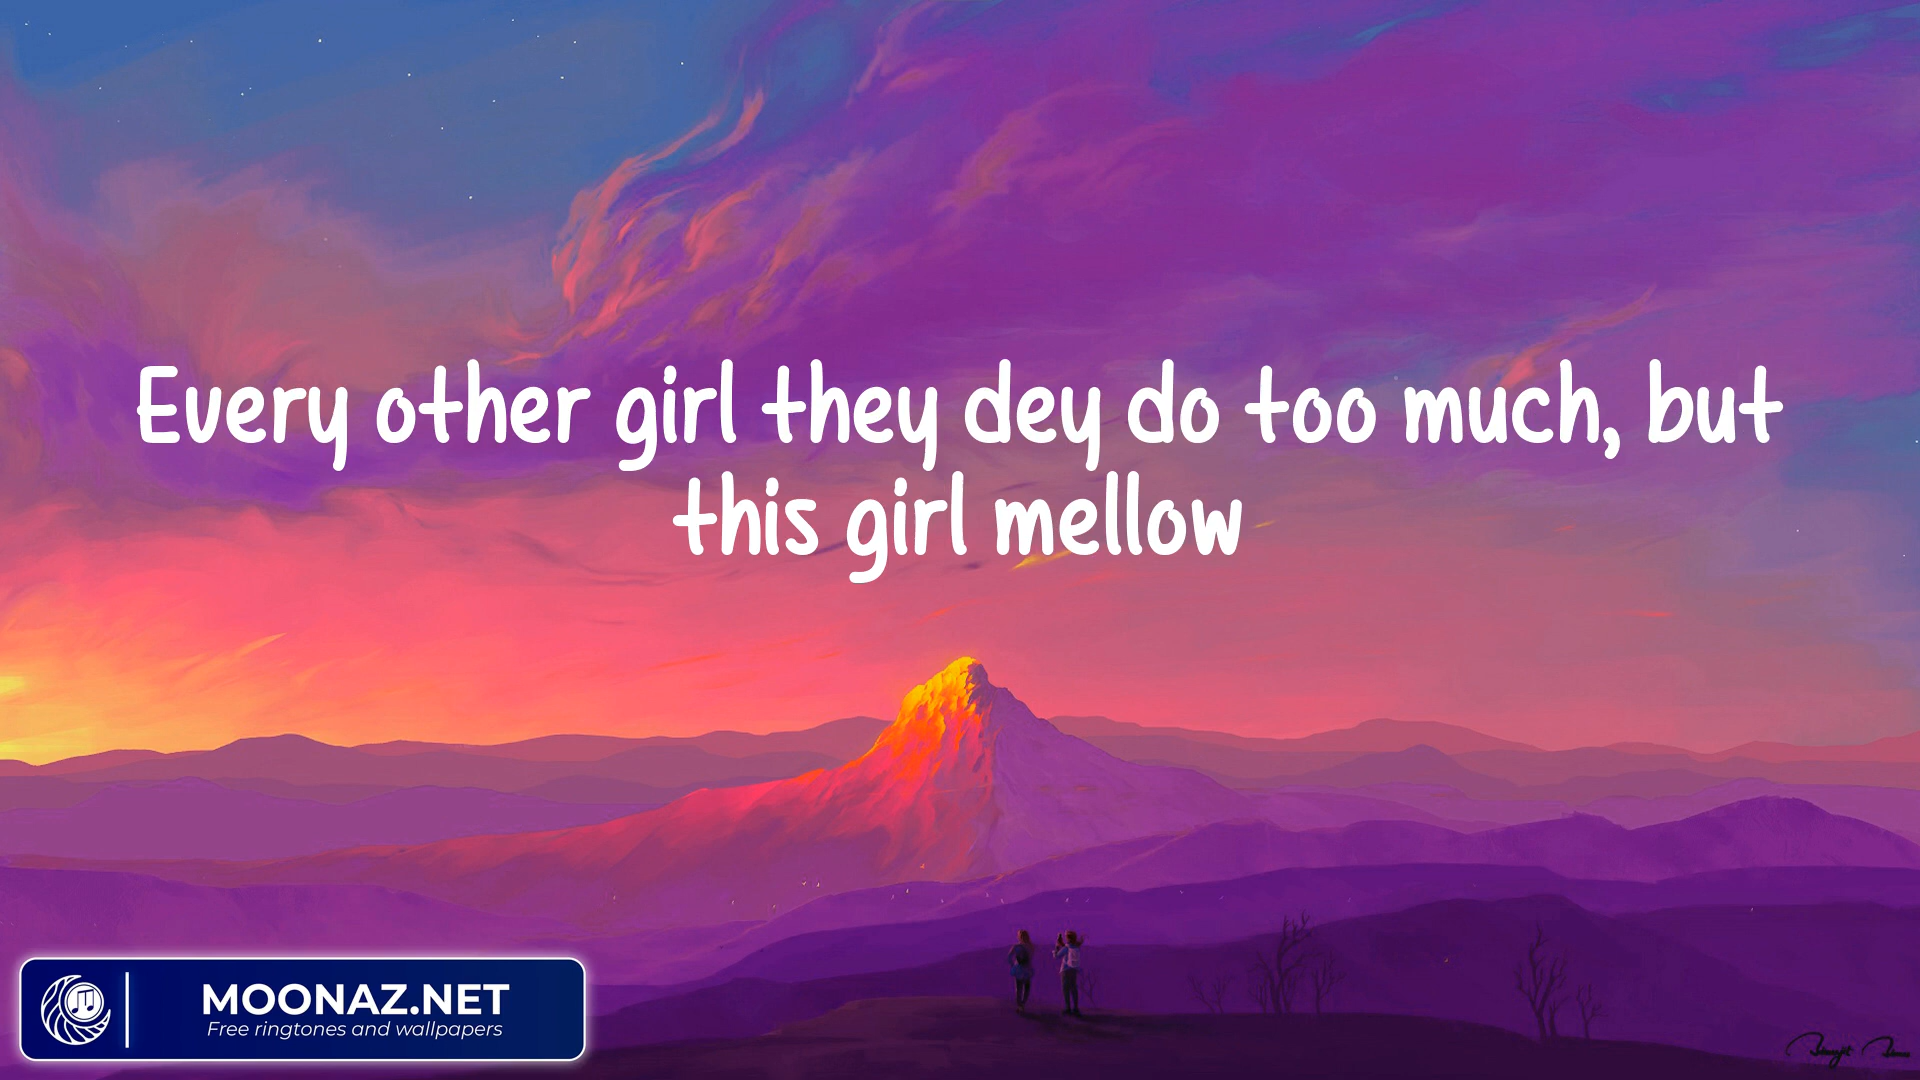 Every other girl they dey do too much, but
this girl mellow
MOONAZ.NET
Free ringtones and wallpapers